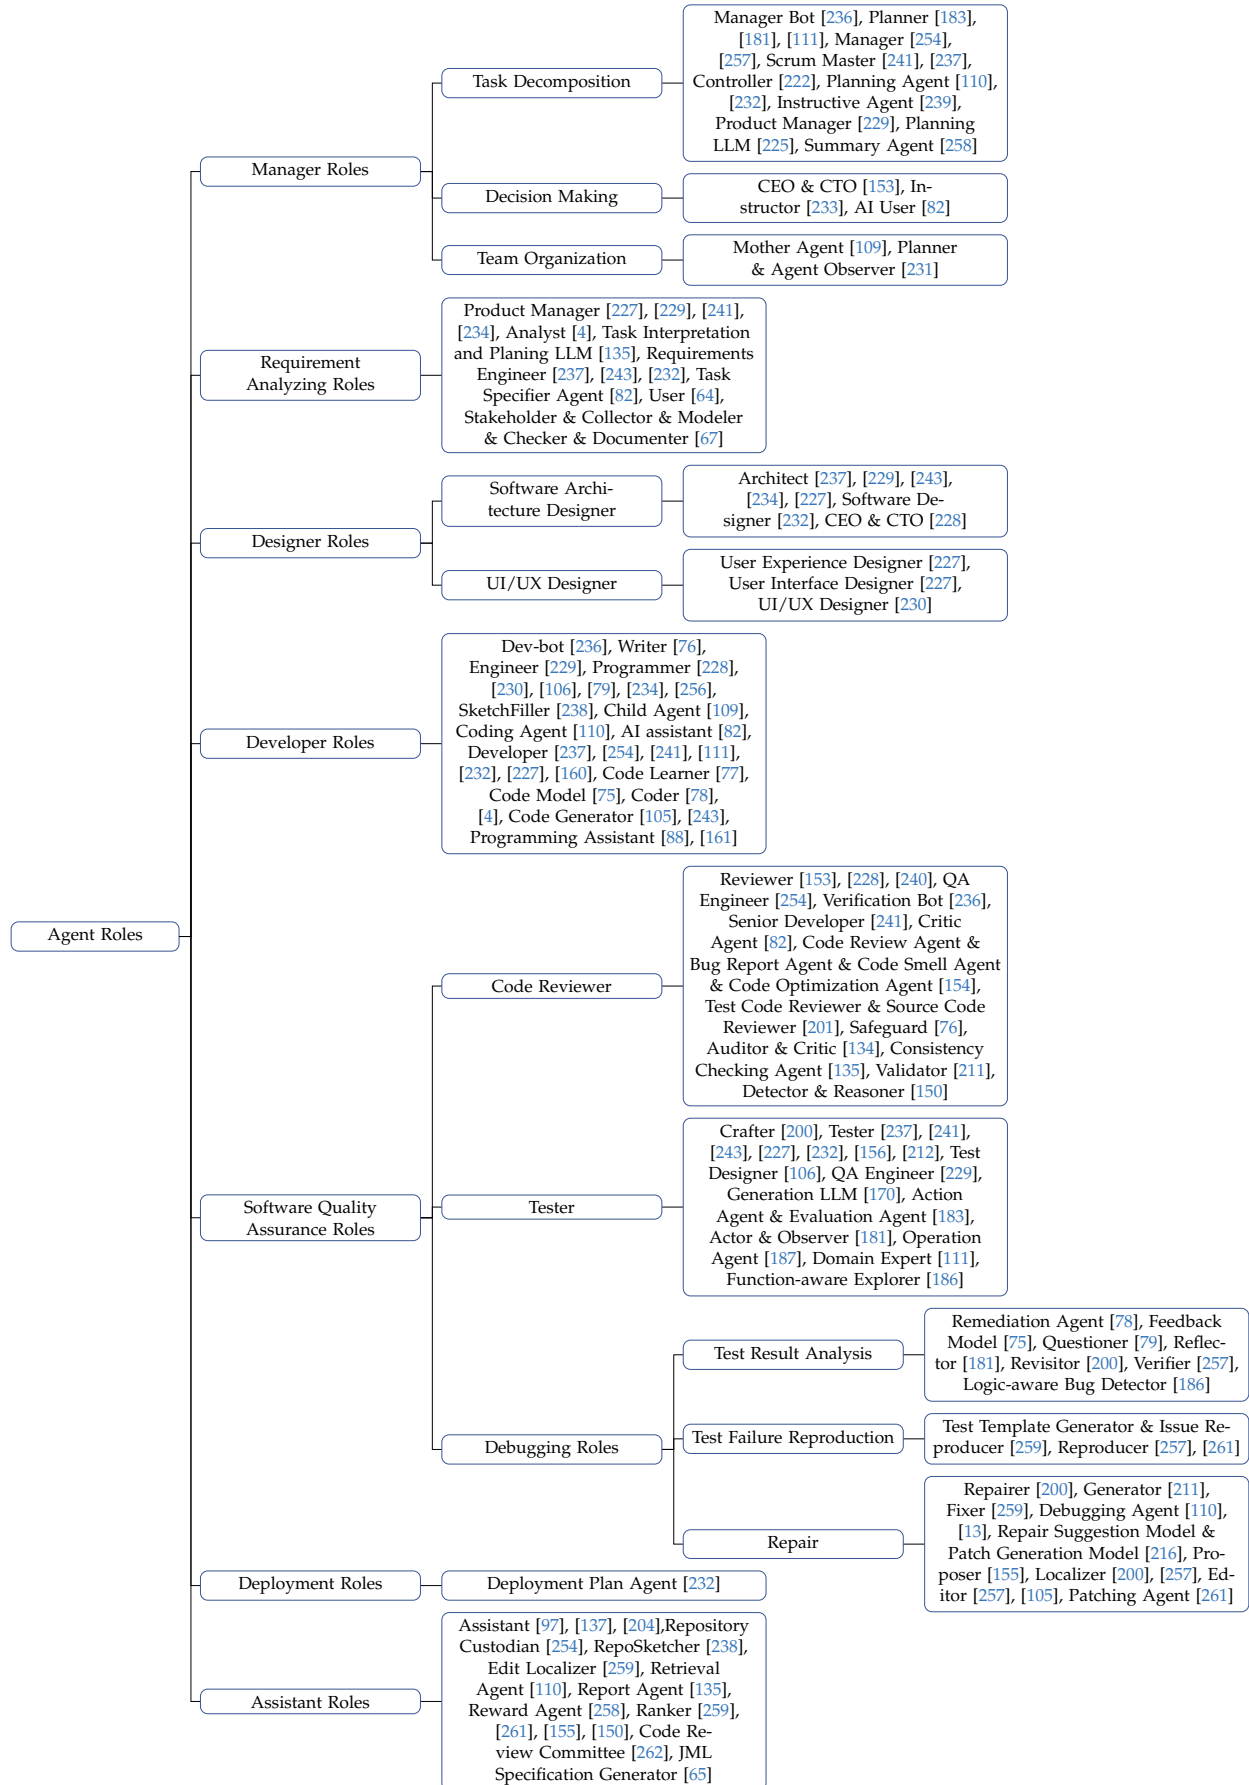 Agent Roles
Manager Roles
Task Decomposition
Manager Bot [236], Planner [183],
[181], [111], Manager [254],
[257], Scrum Master [241], [237],
Controller [222], Planning Agent [110],
[232], Instructive Agent [239],
Product Manager [229], Planning
LLM [225], Summary Agent [258]
Decision Making
CEO & CTO [153], In-
structor [233], AI User [82]
Team Organization
Mother Agent [109], Planner
& Agent Observer [231]
Requirement
Analyzing Roles
Product Manager [227], [229], [241],
[234], Analyst [4], Task Interpretation
and Planing LLM [135], Requirements
Engineer [237], [243], [232], Task
Specifier Agent [82], User [64],
Stakeholder & Collector & Modeler
& Checker & Documenter [67]
Designer Roles
Software Archi-
tecture Designer
Architect [237], [229], [243],
[234], [227], Software De-
signer [232], CEO & CTO [228]
UI/UX Designer
User Experience Designer [227],
User Interface Designer [227],
UI/UX Designer [230]
Developer Roles
Dev-bot [236], Writer [76],
Engineer [229], Programmer [228],
[230], [106], [79], [234], [256],
SketchFiller [238], Child Agent [109],
Coding Agent [110], AI assistant [82],
Developer [237], [254], [241], [111],
[232], [227], [160], Code Learner [77],
Code Model [75], Coder [78],
[4], Code Generator [105], [243],
Programming Assistant [88], [161]
Software Quality
Assurance Roles
Code Reviewer
Reviewer [153], [228], [240], QA
Engineer [254], Verification Bot [236],
Senior Developer [241], Critic
Agent [82], Code Review Agent &
Bug Report Agent & Code Smell Agent
& Code Optimization Agent [154],
Test Code Reviewer & Source Code
Reviewer [201], Safeguard [76],
Auditor & Critic [134], Consistency
Checking Agent [135], Validator [211],
Detector & Reasoner [150]
Tester
Crafter [200], Tester [237], [241],
[243], [227], [232], [156], [212], Test
Designer [106], QA Engineer [229],
Generation LLM [170], Action
Agent & Evaluation Agent [183],
Actor & Observer [181], Operation
Agent [187], Domain Expert [111],
Function-aware Explorer [186]
Debugging Roles
Test Result Analysis
Remediation Agent [78], Feedback
Model [75], Questioner [79], Reflec-
tor [181], Revisitor [200], Verifier [257],
Logic-aware Bug Detector [186]
Test Failure Reproduction
Test Template Generator & Issue Re-
producer [259], Reproducer [257], [261]
Repair
Repairer [200], Generator [211],
Fixer [259], Debugging Agent [110],
[13], Repair Suggestion Model &
Patch Generation Model [216], Pro-
poser [155], Localizer [200], [257], Ed-
itor [257], [105], Patching Agent [261]
Deployment Roles
Deployment Plan Agent [232]
Assistant Roles
Assistant [97], [137], [204],Repository
Custodian [254], RepoSketcher [238],
Edit Localizer [259], Retrieval
Agent [110], Report Agent [135],
Reward Agent [258], Ranker [259],
[261], [155], [150], Code Re-
view Committee [262], JML
Specification Generator [65]